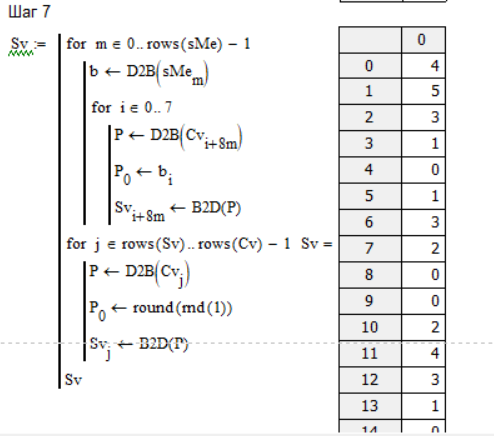 Шаг 7
Sv := for m ∈ 0.. rows(sMe) − 1
b ← D2B(sMe_m)
for i ∈ 0.. 7
P ← D2B(Cv_i+8m)
P_0 ← b_i
Sv_i+8m ← B2D(P)
for j ∈ rows(Sv).. rows(Cv) − 1 Sv =
P ← D2B(Cv_j)
P_0 ← round(rnd(1))
Sv_j ← B2D(P)
Sv
0
0 4
1 5
2 3
3 1
4 0
5 1
6 3
7 2
8 0
9 0
10 2
11 4
12 3
13 1
14 0